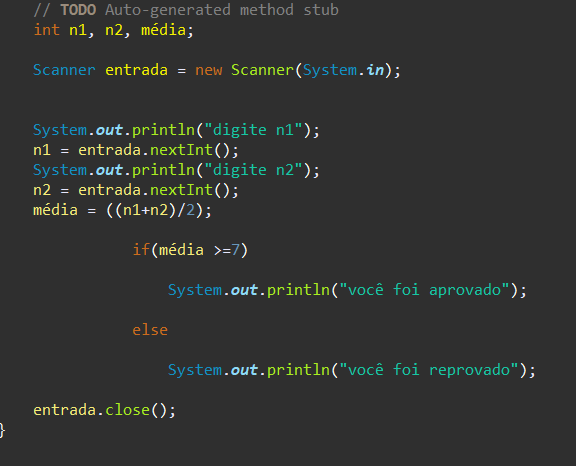 // TODO Auto-generated method stub
int n1, n2, média;
Scanner entrada = new Scanner(System.in);
System.out.println("digite n1");
n1 = entrada.nextInt();
System.out.println("digite n2");
n2 = entrada.nextInt();
média = ((n1+n2)/2);
if(média >=7)
System.out.println("você foi aprovado");
else
System.out.println("você foi reprovado");
entrada.close();
}